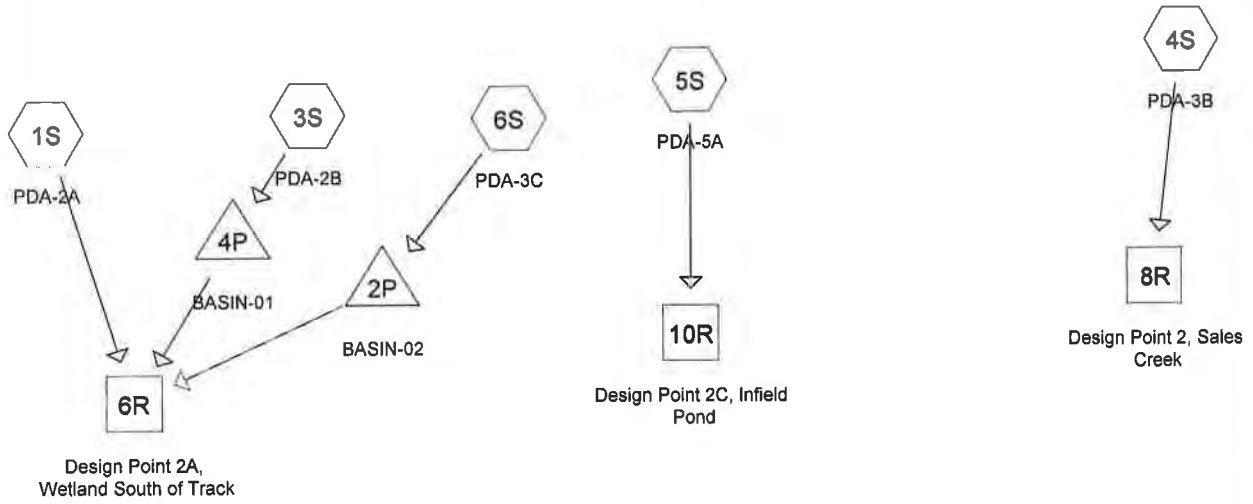 1S
PDA-2A
3S
PDA-2B
6S
PDA-3C
4P
BASIN-01
2P
BASIN-02
6R
Design Point 2A,
Wetland South of Track
5S
PDA-5A
10R
Design Point 2C, Infield
Pond
4S
PDA-3B
8R
Design Point 2, Sales
Creek